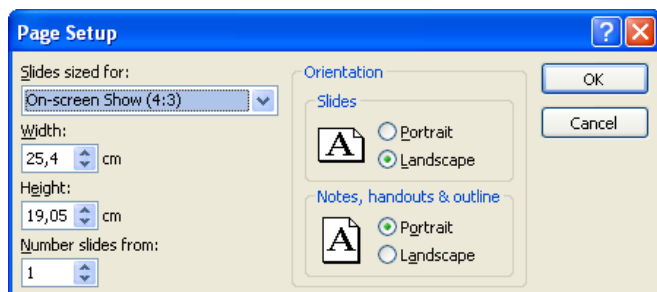 Page Setup
Slides sized for:
On-screen Show (4:3)
Width:
25,4 cm
Height:
19,05 cm
Number slides from:
1
Orientation
Slides
A
Portrait
Landscape
Notes, handouts & outline
A
Portrait
Landscape
OK
Cancel